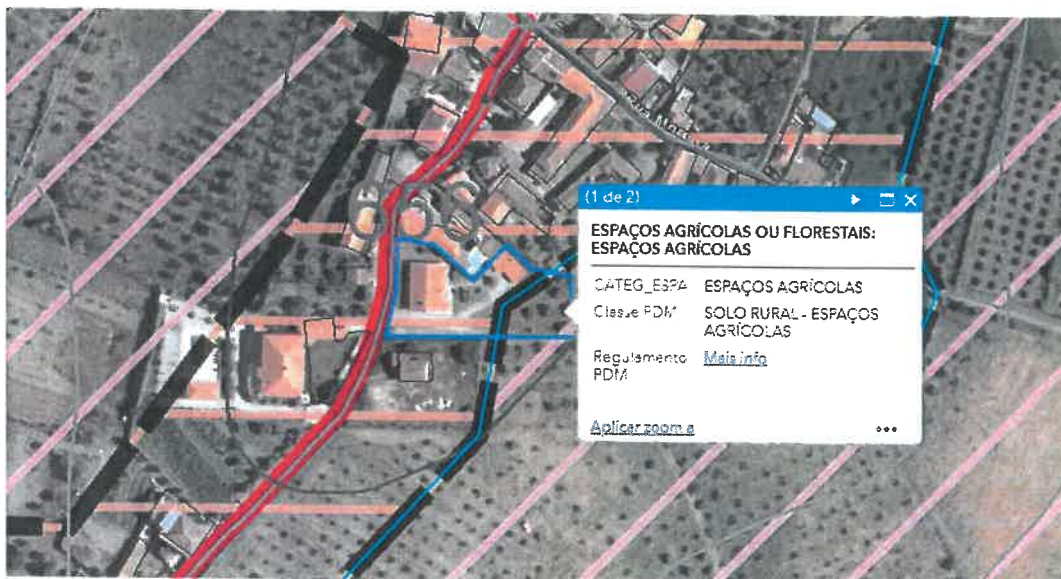 (1 de 2)
ESPAÇOS AGRÍCOLAS OU FLORESTAIS:
ESPAÇOS AGRÍCOLAS
CATEG_ESPA ESPAÇOS AGRÍCOLAS
Classe PDM SOLO RURAL - ESPAÇOS
AGRÍCOLAS
Regulamento Mais info
PDM
Aplicar zoom a